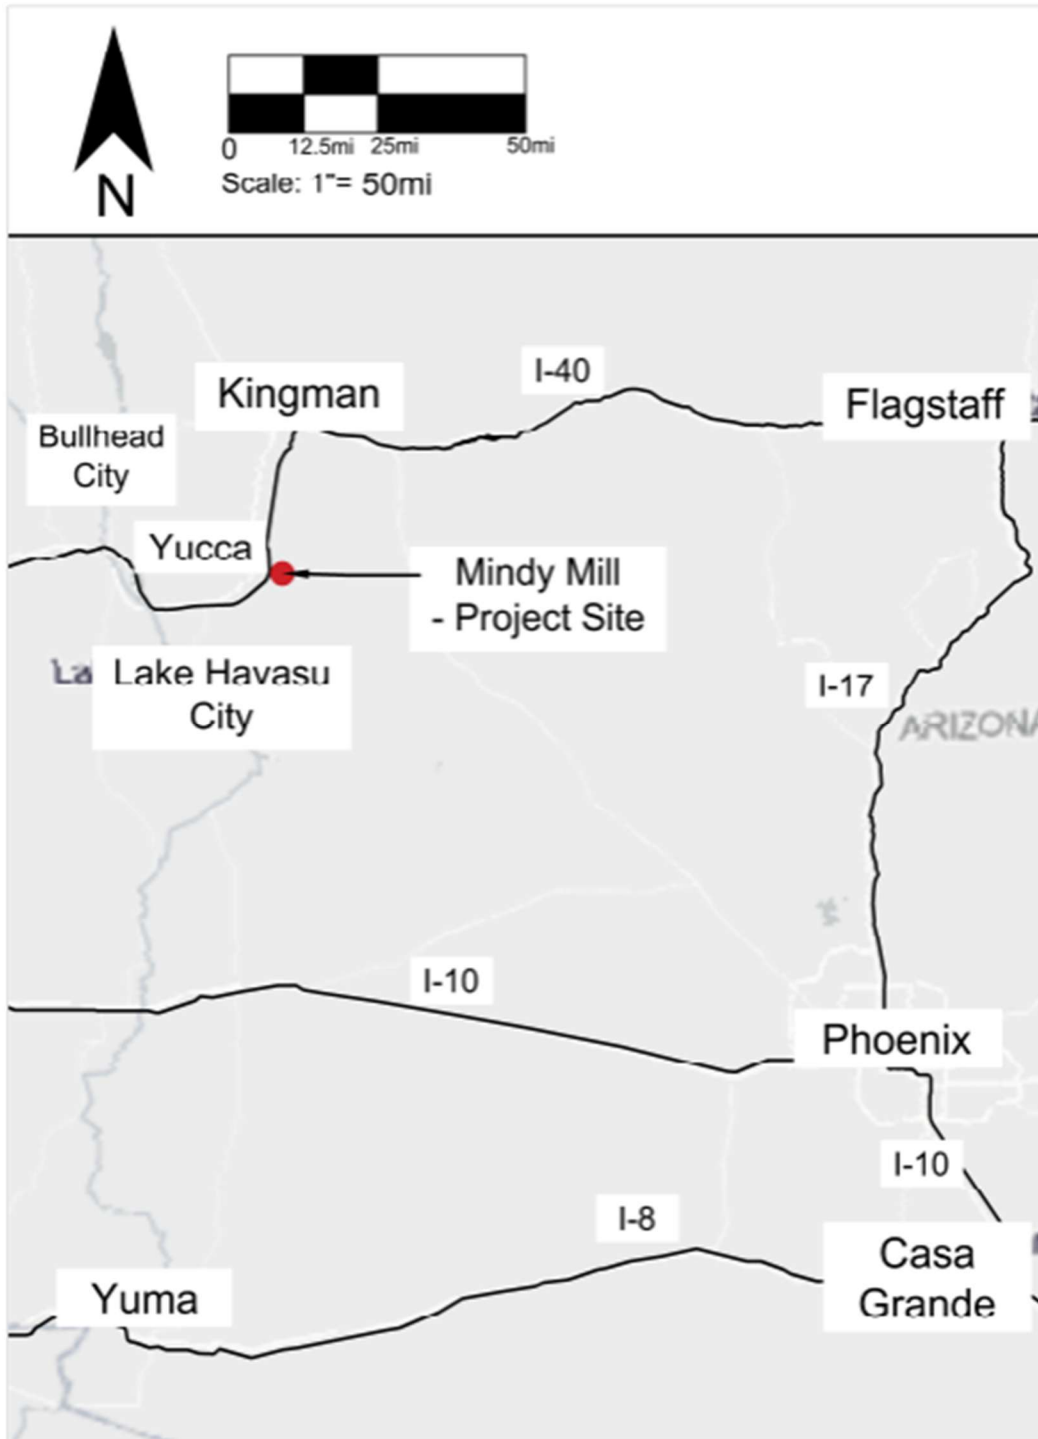 N
0 12.5mi 25mi 50mi
Scale: 1"= 50mi
Kingman
I-40
Flagstaff
Bullhead
City
Yucca
Mindy Mill
- Project Site
La
Lake Havasu
City
I-17
ARIZONA
I-10
Phoenix
I-10
I-8
Casa
Grande
Yuma